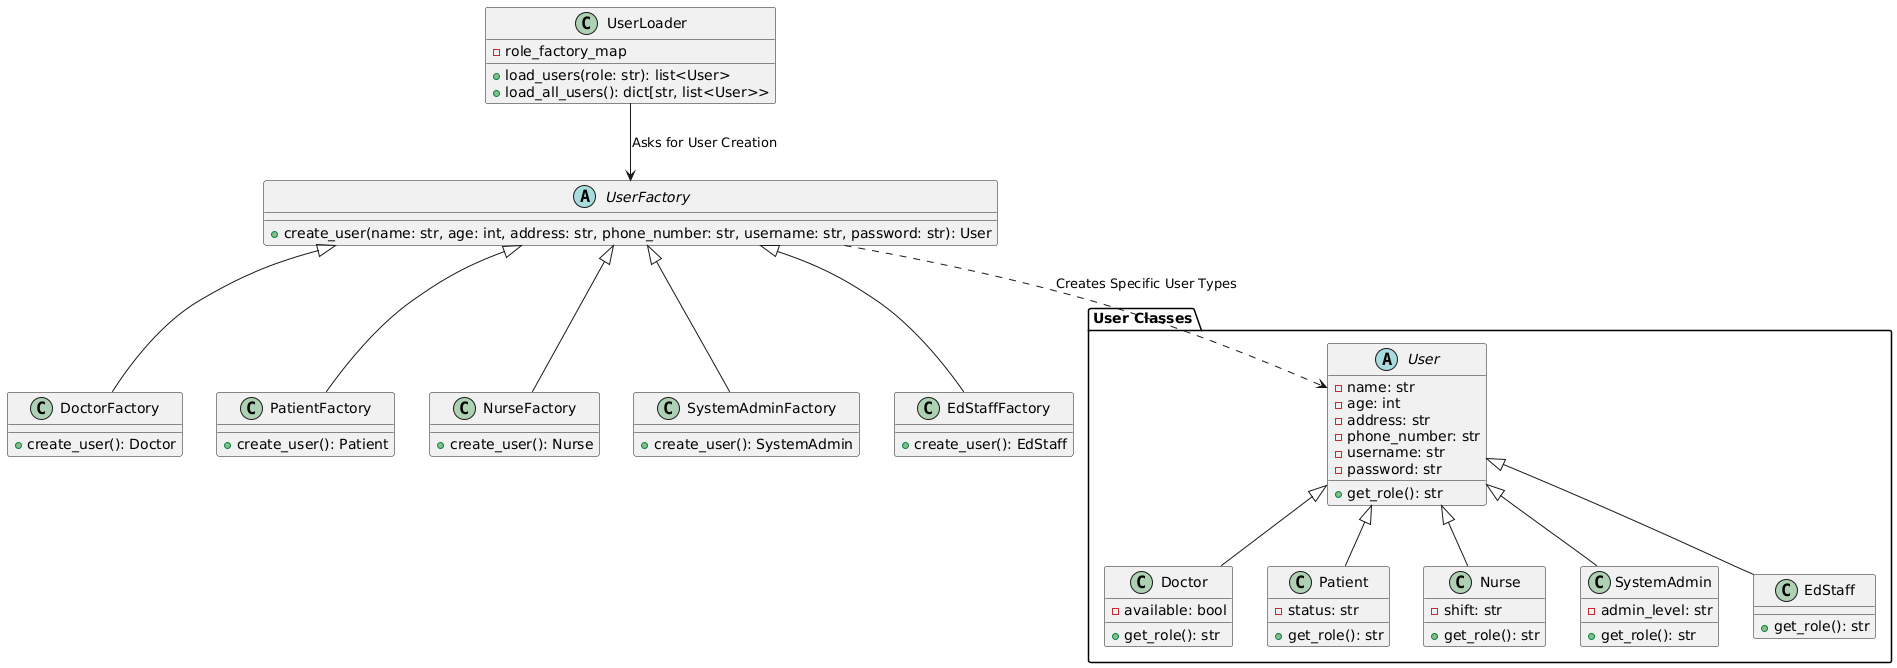 C UserLoader
role_factory_map
load_users(role: str): list<User>
load_all_users(): dict[str, list<User>>
Asks for User Creation
A UserFactory
create_user(name: str, age: int, address: str, phone_number: str, username: str, password: str): User
Creates Specific User Types
User Classes
A User
name: str
age: int
address: str
phone_number: str
username: str
password: str
get_role(): str
C DoctorFactory
create_user(): Doctor
C PatientFactory
create_user(): Patient
C NurseFactory
create_user(): Nurse
C SystemAdminFactory
create_user(): SystemAdmin
C EdStaffFactory
create_user(): EdStaff
C Doctor
available: bool
get_role(): str
C Patient
status: str
get_role(): str
C Nurse
shift: str
get_role(): str
C SystemAdmin
admin_level: str
get_role(): str
C EdStaff
get_role(): str